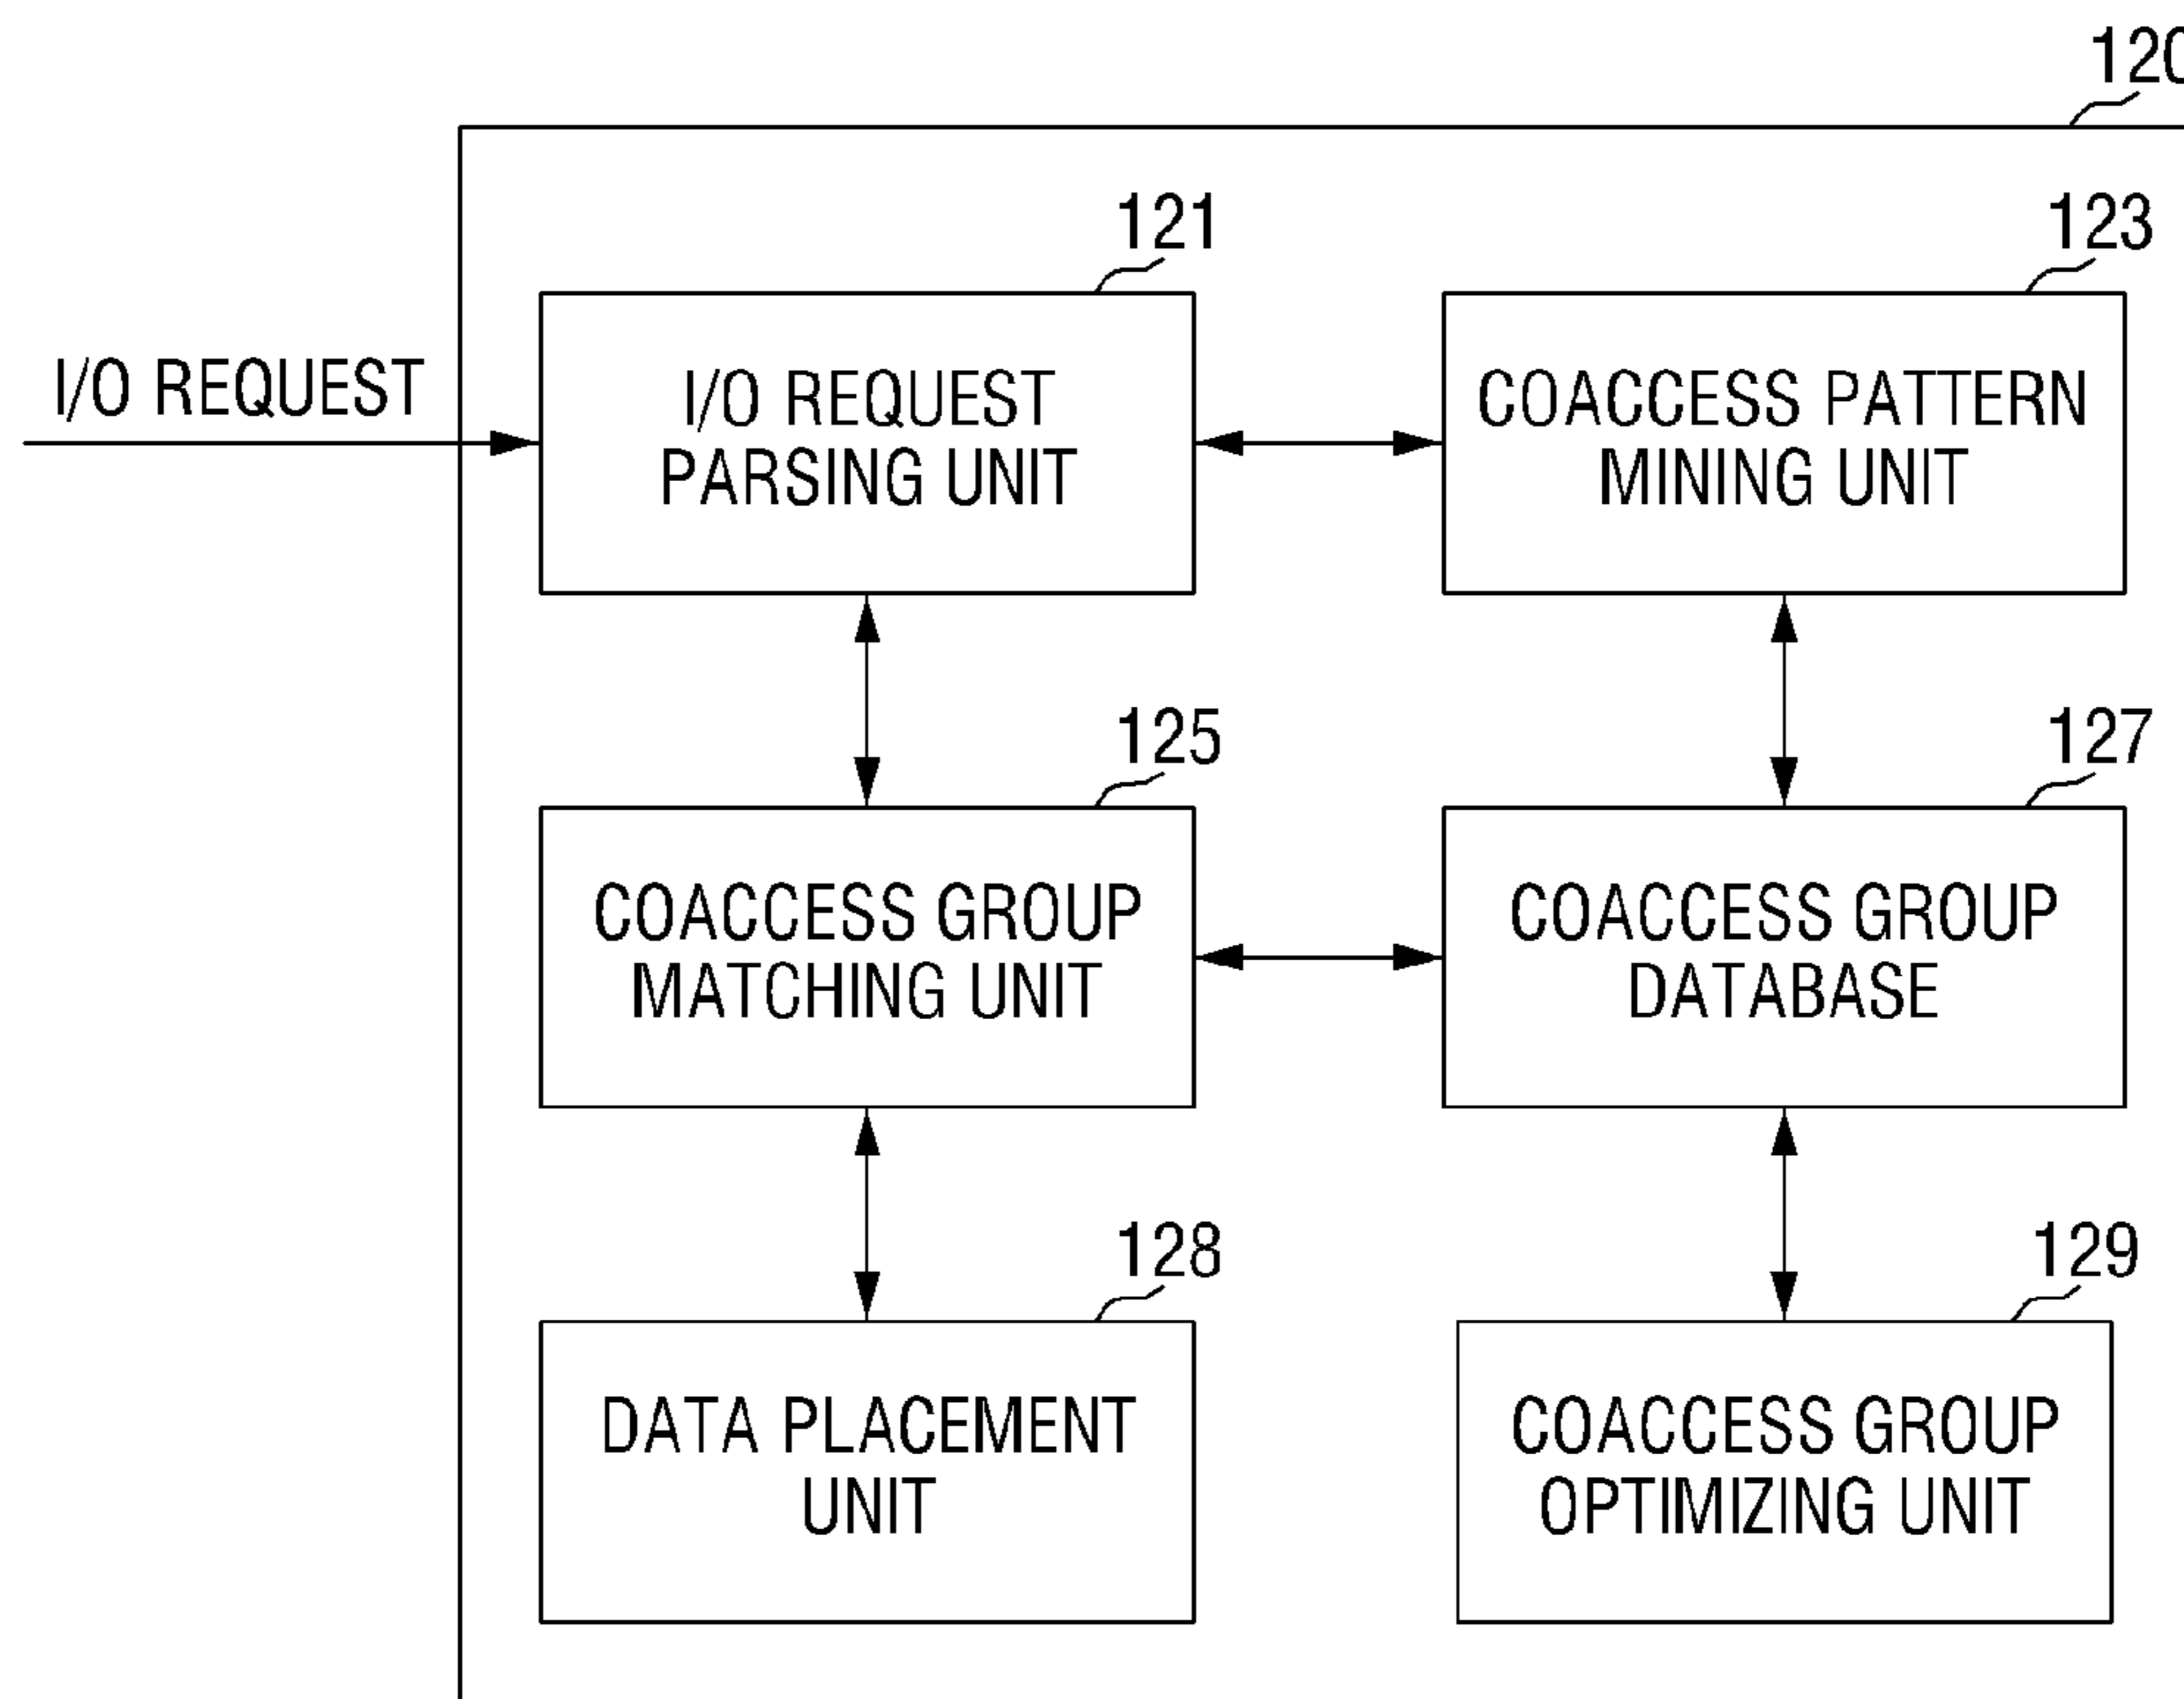 120
121
123
I/O REQUEST
I/O REQUEST
PARSING UNIT
COACCESS PATTERN
MINING UNIT
125
127
COACCESS GROUP
MATCHING UNIT
COACCESS GROUP
DATABASE
128
129
DATA PLACEMENT
UNIT
COACCESS GROUP
OPTIMIZING UNIT